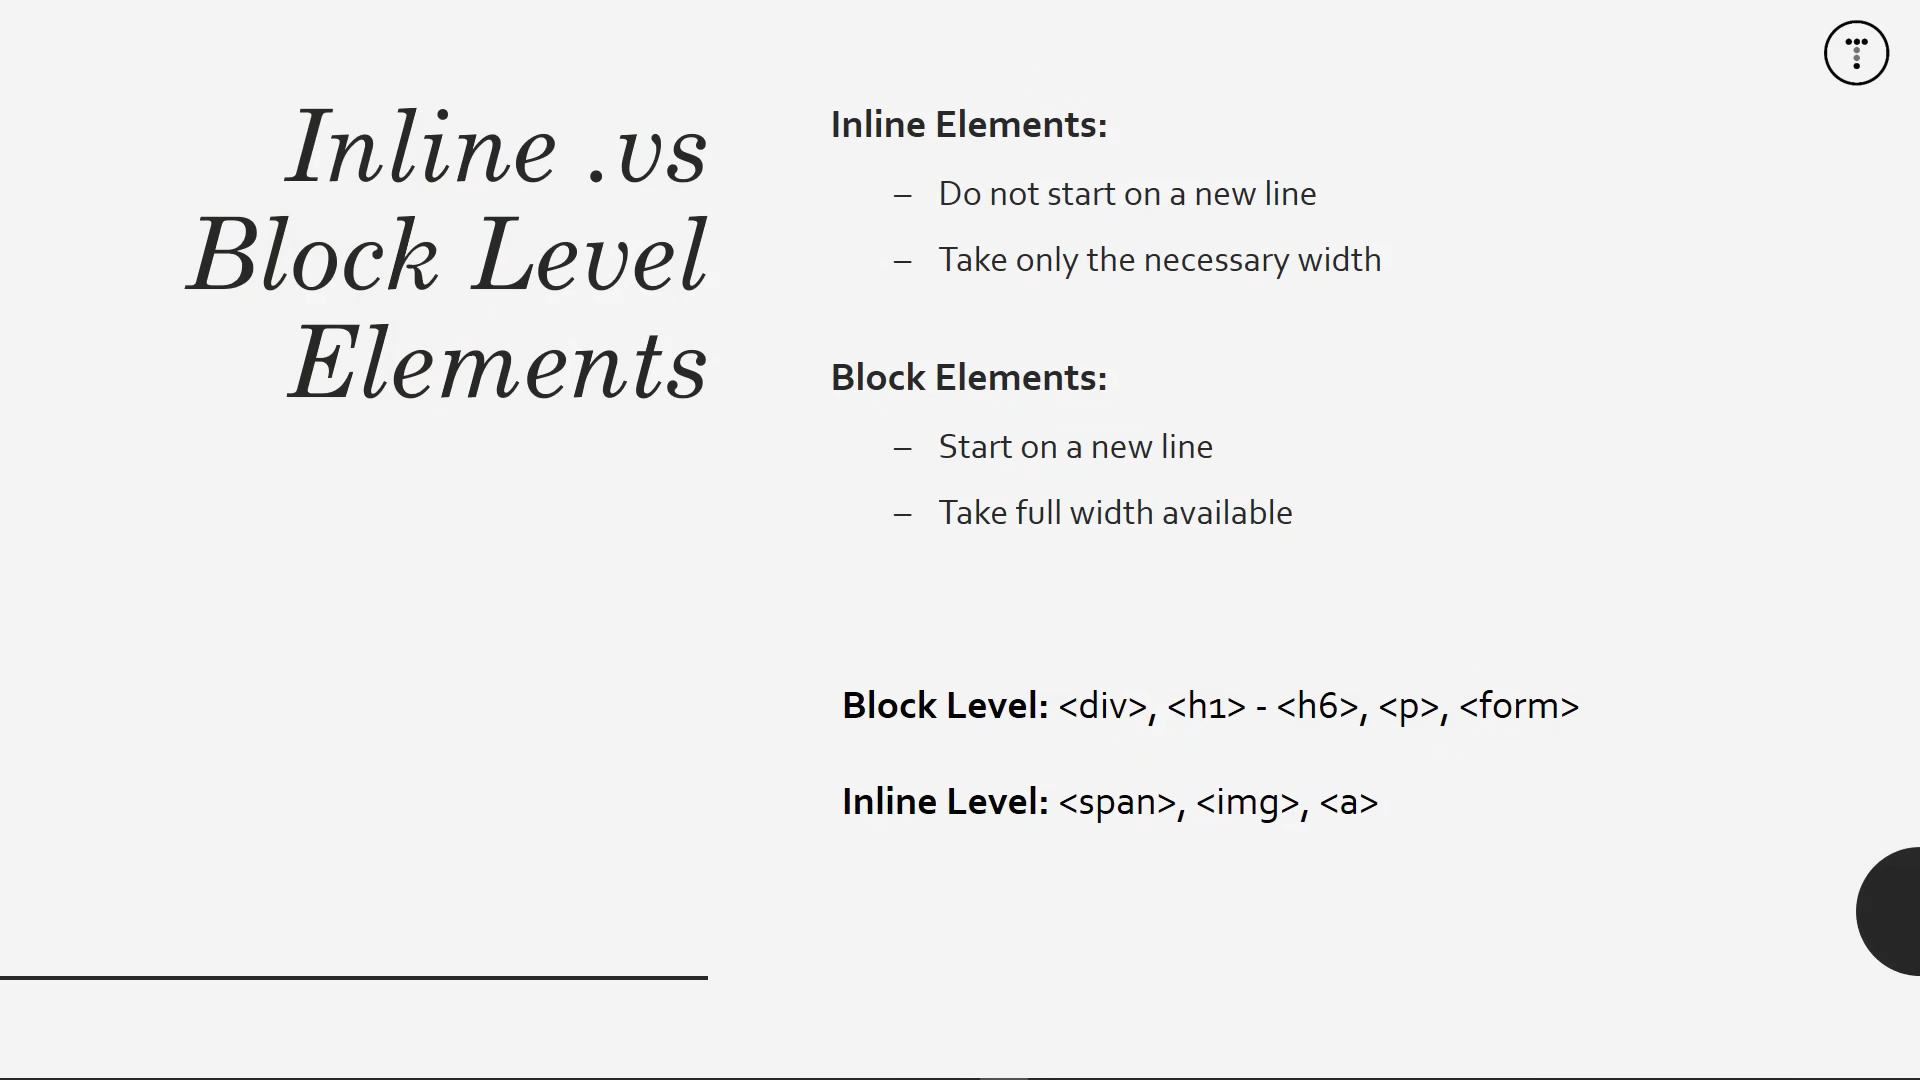 Inline .vs
Block Level
Elements
Inline Elements:
– Do not start on a new line
– Take only the necessary width
Block Elements:
– Start on a new line
– Take full width available
Block Level: <div>, <h1> - <h6>, <p>, <form>
Inline Level: <span>, <img>, <a>